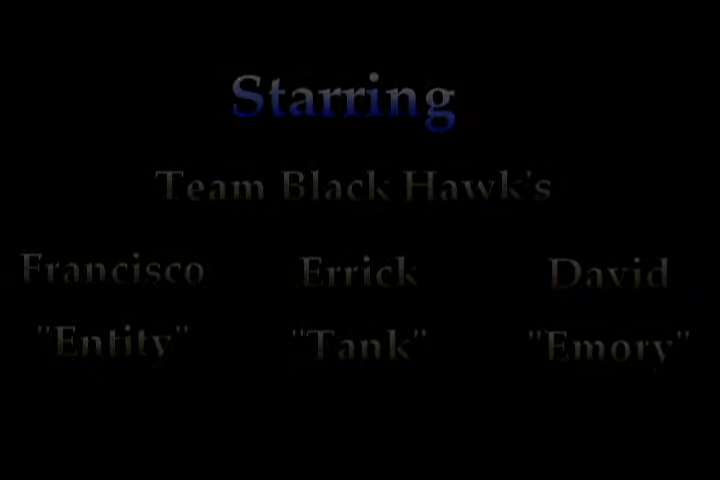 Starring
Team Black Hawk's
Francisco Errick David
"Entity" "Tank" "Emory"